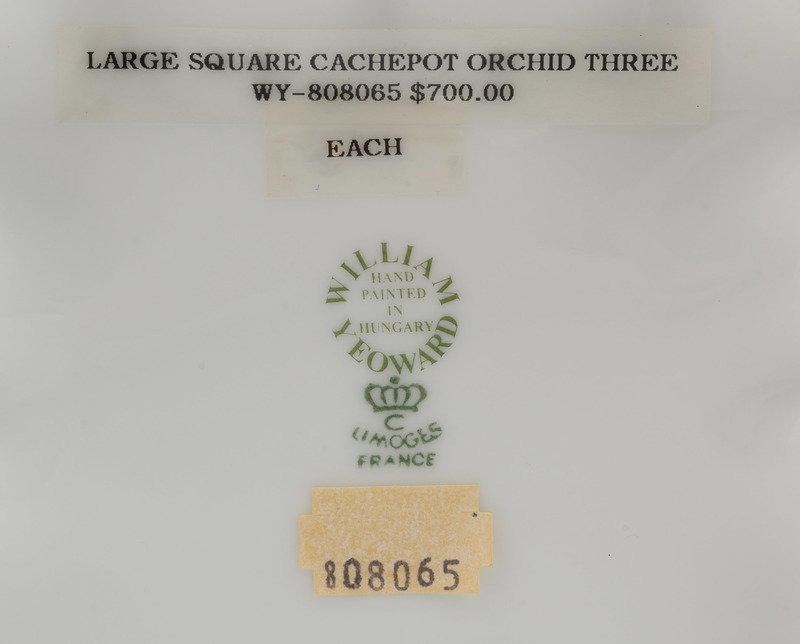 LARGE SQUARE CACHEPOT ORCHID THREE
WY-808065 $700.00
EACH
WILLIAM
HAND
PAINTED
IN
HUNGARY
YEOWARD
C
LIMOGES
FRANCE
808065